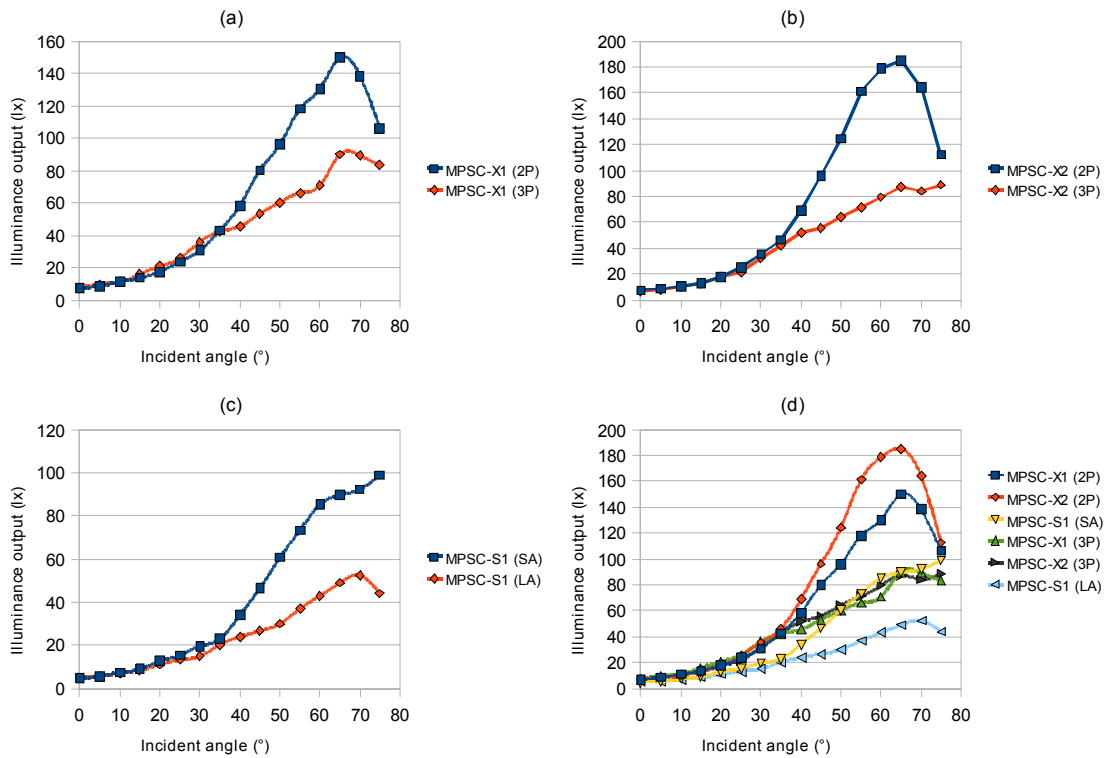 (a)
160
140
120
100
80
60
40
20
0
Illuminance output (lx)
0 10 20 30 40 50 60 70 80
Incident angle (°)
MPSC-X1 (2P)
MPSC-X1 (3P)
(b)
200
180
160
140
120
100
80
60
40
20
0
Illuminance output (lx)
0 10 20 30 40 50 60 70 80
Incident angle (°)
MPSC-X2 (2P)
MPSC-X2 (3P)
(c)
120
100
80
60
40
20
0
Illuminance output (lx)
0 10 20 30 40 50 60 70 80
Incident angle (°)
MPSC-S1 (SA)
MPSC-S1 (LA)
(d)
200
180
160
140
120
100
80
60
40
20
0
Illuminance output (lx)
0 10 20 30 40 50 60 70 80
Incident angle (°)
MPSC-X1 (2P)
MPSC-X2 (2P)
MPSC-S1 (SA)
MPSC-X1 (3P)
MPSC-X2 (3P)
MPSC-S1 (LA)